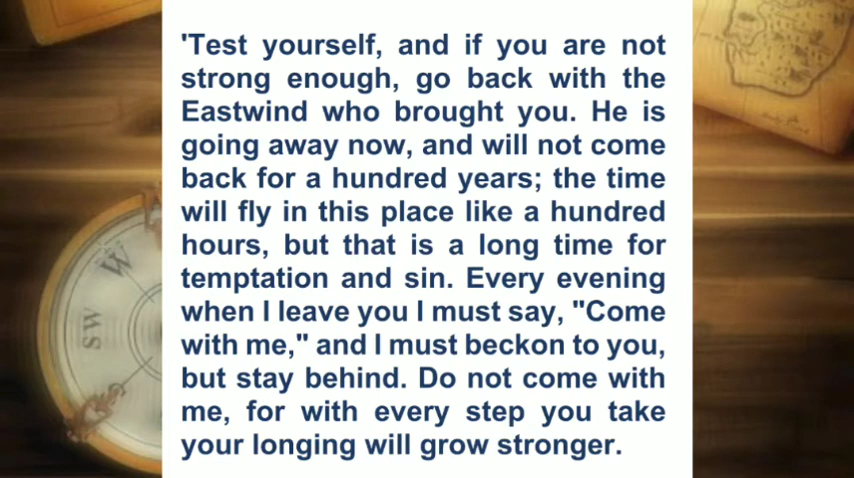 'Test yourself, and if you are not
strong enough, go back with the
Eastwind who brought you. He is
going away now, and will not come
back for a hundred years; the time
will fly in this place like a hundred
hours, but that is a long time for
temptation and sin. Every evening
when I leave you I must say, "Come
with me," and I must beckon to you,
but stay behind. Do not come with
me, for with every step you take
your longing will grow stronger.
W
SW